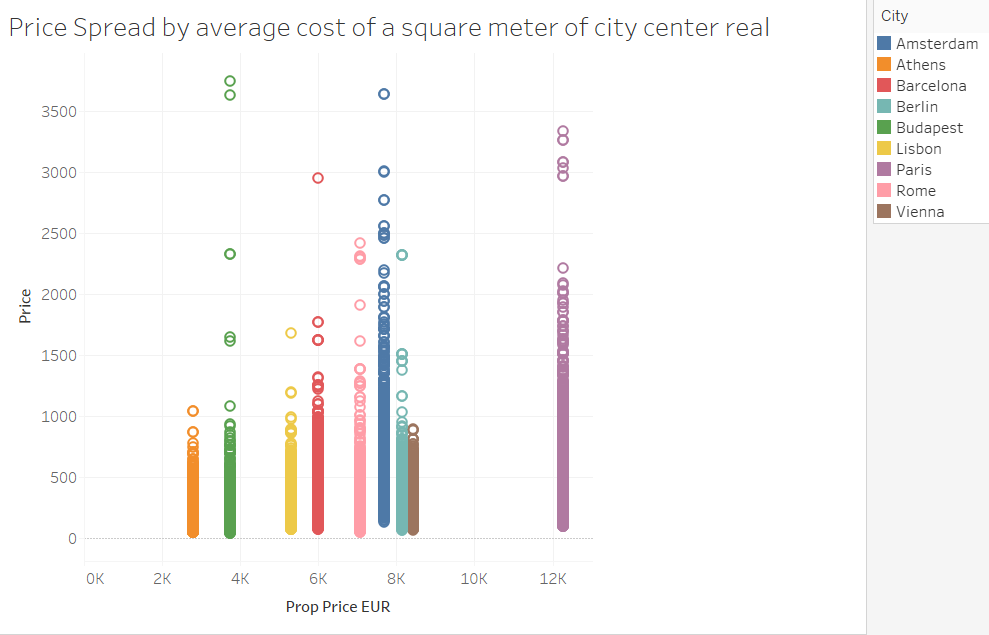 Price Spread by average cost of a square meter of city center real
City
Amsterdam
Athens
Barcelona
Berlin
Budapest
Lisbon
Paris
Rome
Vienna
Price
3500
3000
2500
2000
1500
1000
500
0
0K 2K 4K 6K 8K 10K 12K
Prop Price EUR